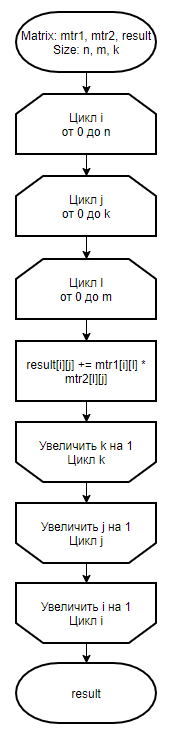 Matrix: mtr1, mtr2, result
Size: n, m, k
Цикл i
от 0 до n
Цикл j
от 0 до k
Цикл l
от 0 до m
result[i][j] += mtr1[i][l] *
mtr2[l][j]
Увеличить k на 1
Цикл k
Увеличить j на 1
Цикл j
Увеличить i на 1
Цикл i
result